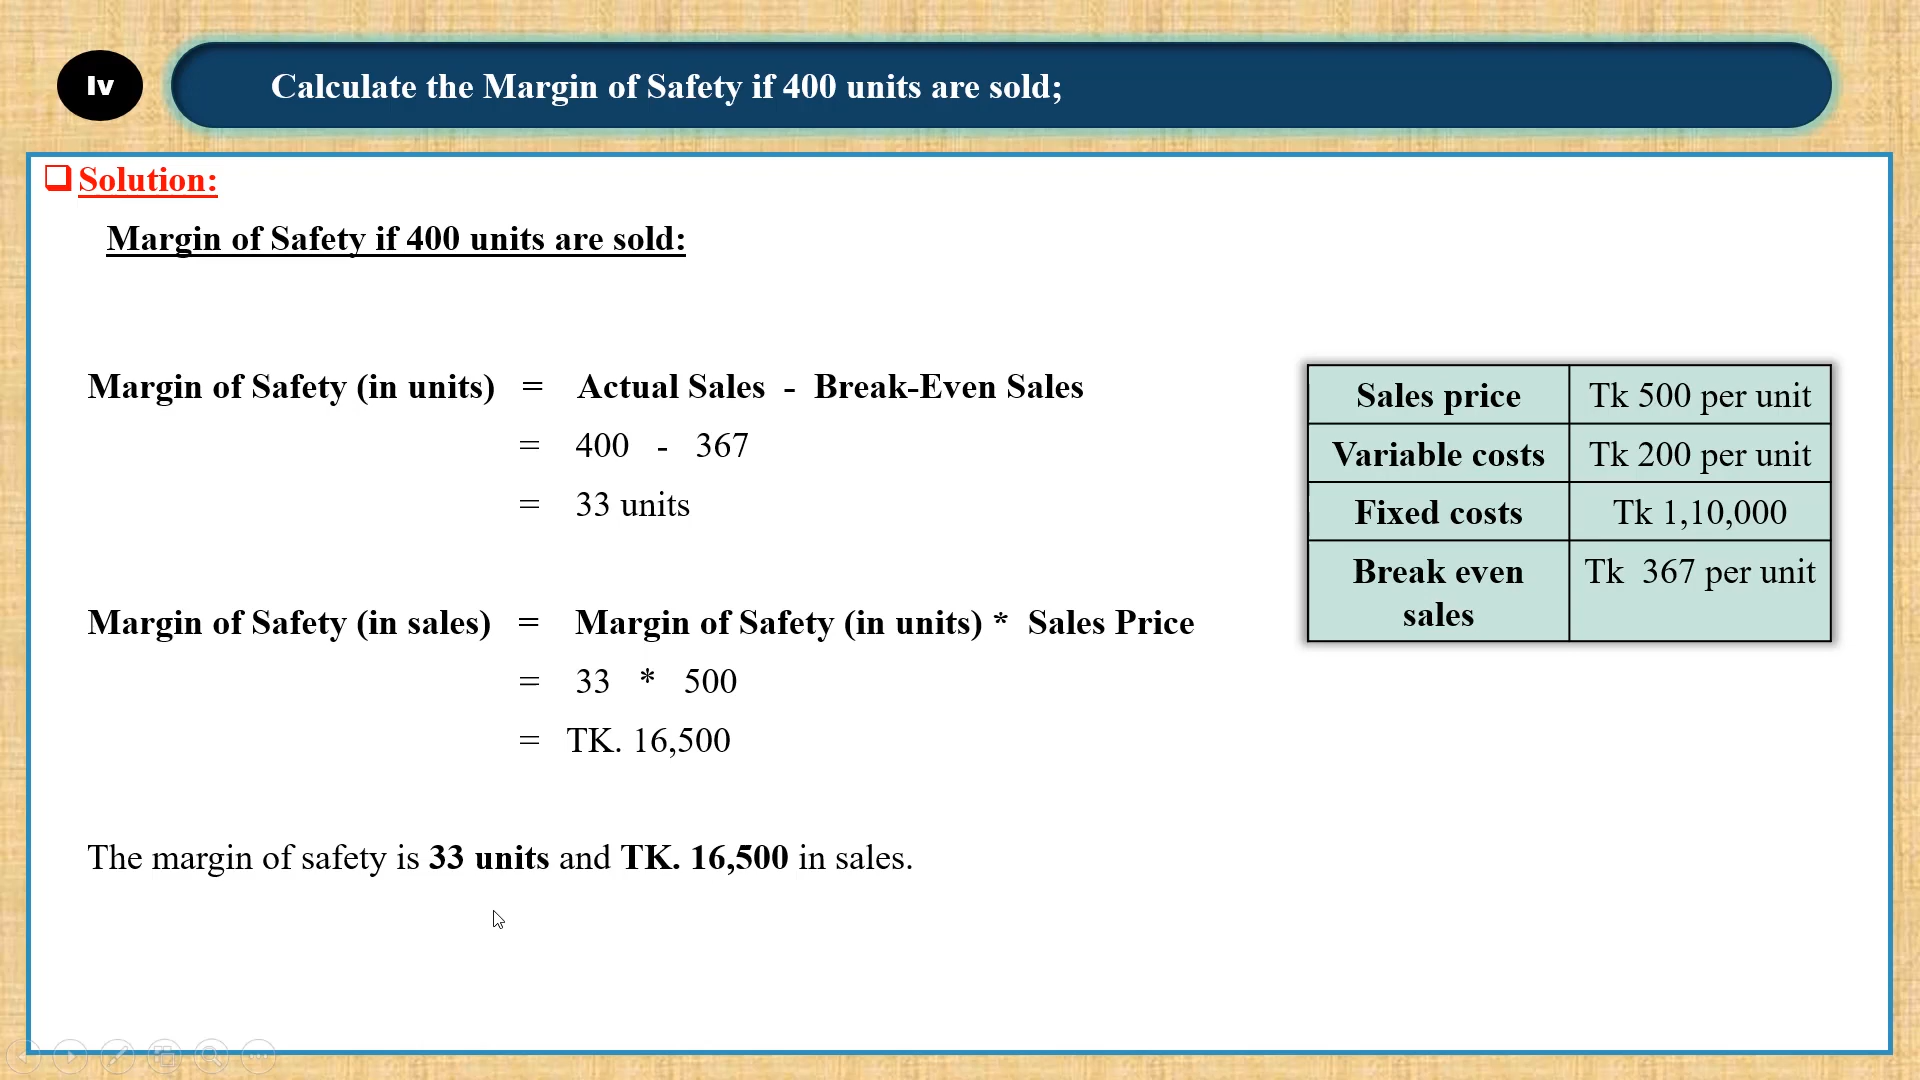 Iv
Calculate the Margin of Safety if 400 units are sold;
Solution:
Margin of Safety if 400 units are sold:
Margin of Safety (in units) = Actual Sales - Break-Even Sales
= 400 - 367
= 33 units
Margin of Safety (in sales) = Margin of Safety (in units) * Sales Price
= 33 * 500
= TK. 16,500
The margin of safety is 33 units and TK. 16,500 in sales.
Sales price Tk 500 per unit
Variable costs Tk 200 per unit
Fixed costs Tk 1,10,000
Break even Tk 367 per unit
sales